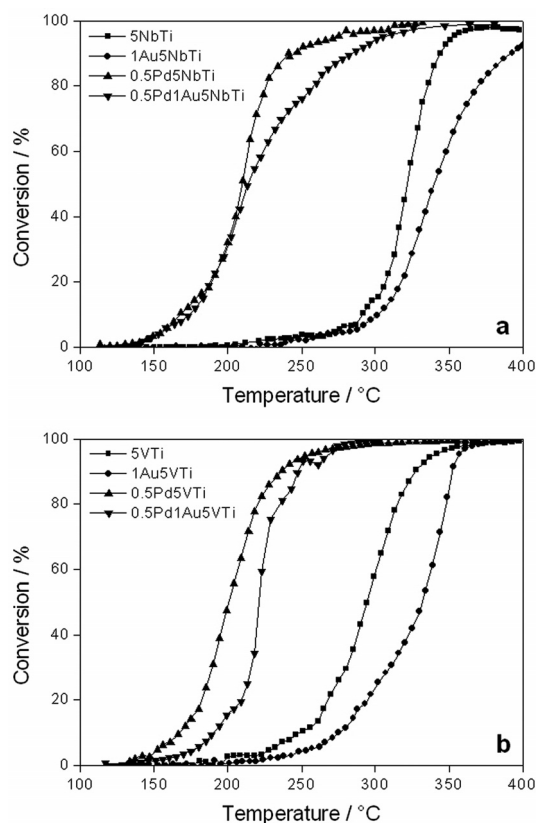 100
80
60
40
20
0
Conversion / %
5NbTi
1Au5NbTi
0.5Pd5NbTi
0.5Pd1Au5NbTi
a
100 150 200 250 300 350 400
Temperature / °C
100
80
60
40
20
0
Conversion / %
5VTi
1Au5VTi
0.5Pd5VTi
0.5Pd1Au5VTi
b
100 150 200 250 300 350 400
Temperature / °C